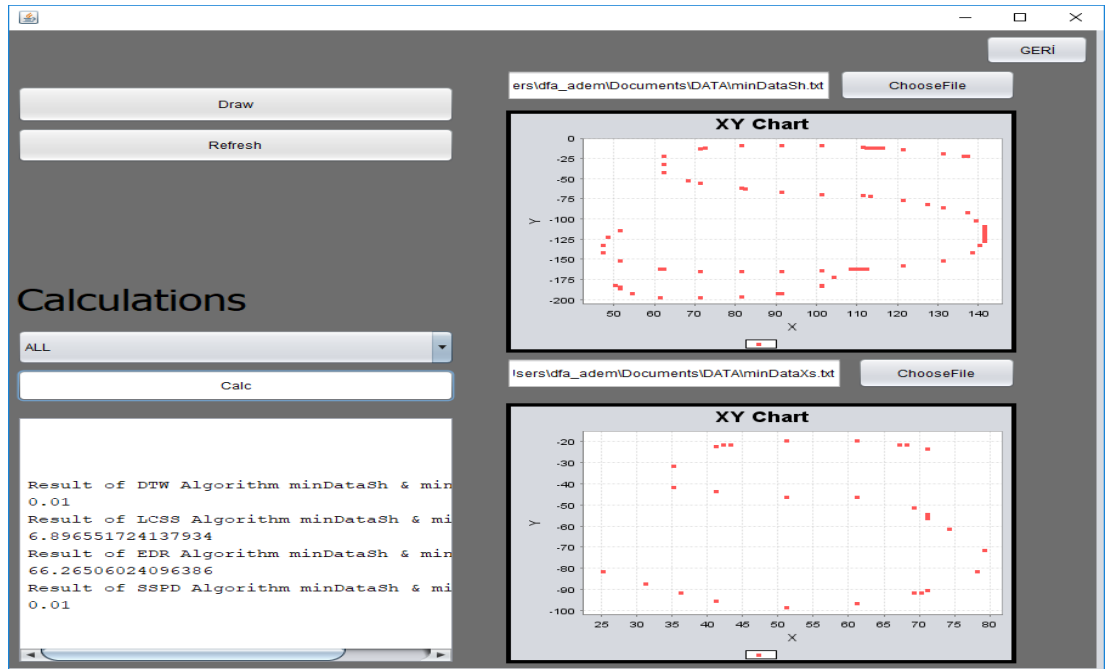 GERİ
Draw
Refresh
Calculations
ALL
Calc
Result of DTW Algorithm minDataSh & min
0.01
Result of LCSS Algorithm minDataSh & mi
6.896551724137934
Result of EDR Algorithm minDataSh & min
66.26506024096386
Result of SSPD Algorithm minDataSh & mi
0.01
ers\dfa_adem\Documents\DATA\minDataSh.txt
ChooseFile
XY Chart
0
-25
-50
-75
-100
-125
-150
-175
-200
Y
50 60 70 80 90 100 110 120 130 140
X
sers\dfa_adem\Documents\DATA\minDataXs.txt
ChooseFile
XY Chart
-20
-30
-40
-50
-60
-70
-80
-90
-100
Y
25 30 35 40 45 50 55 60 65 70 75 80
X